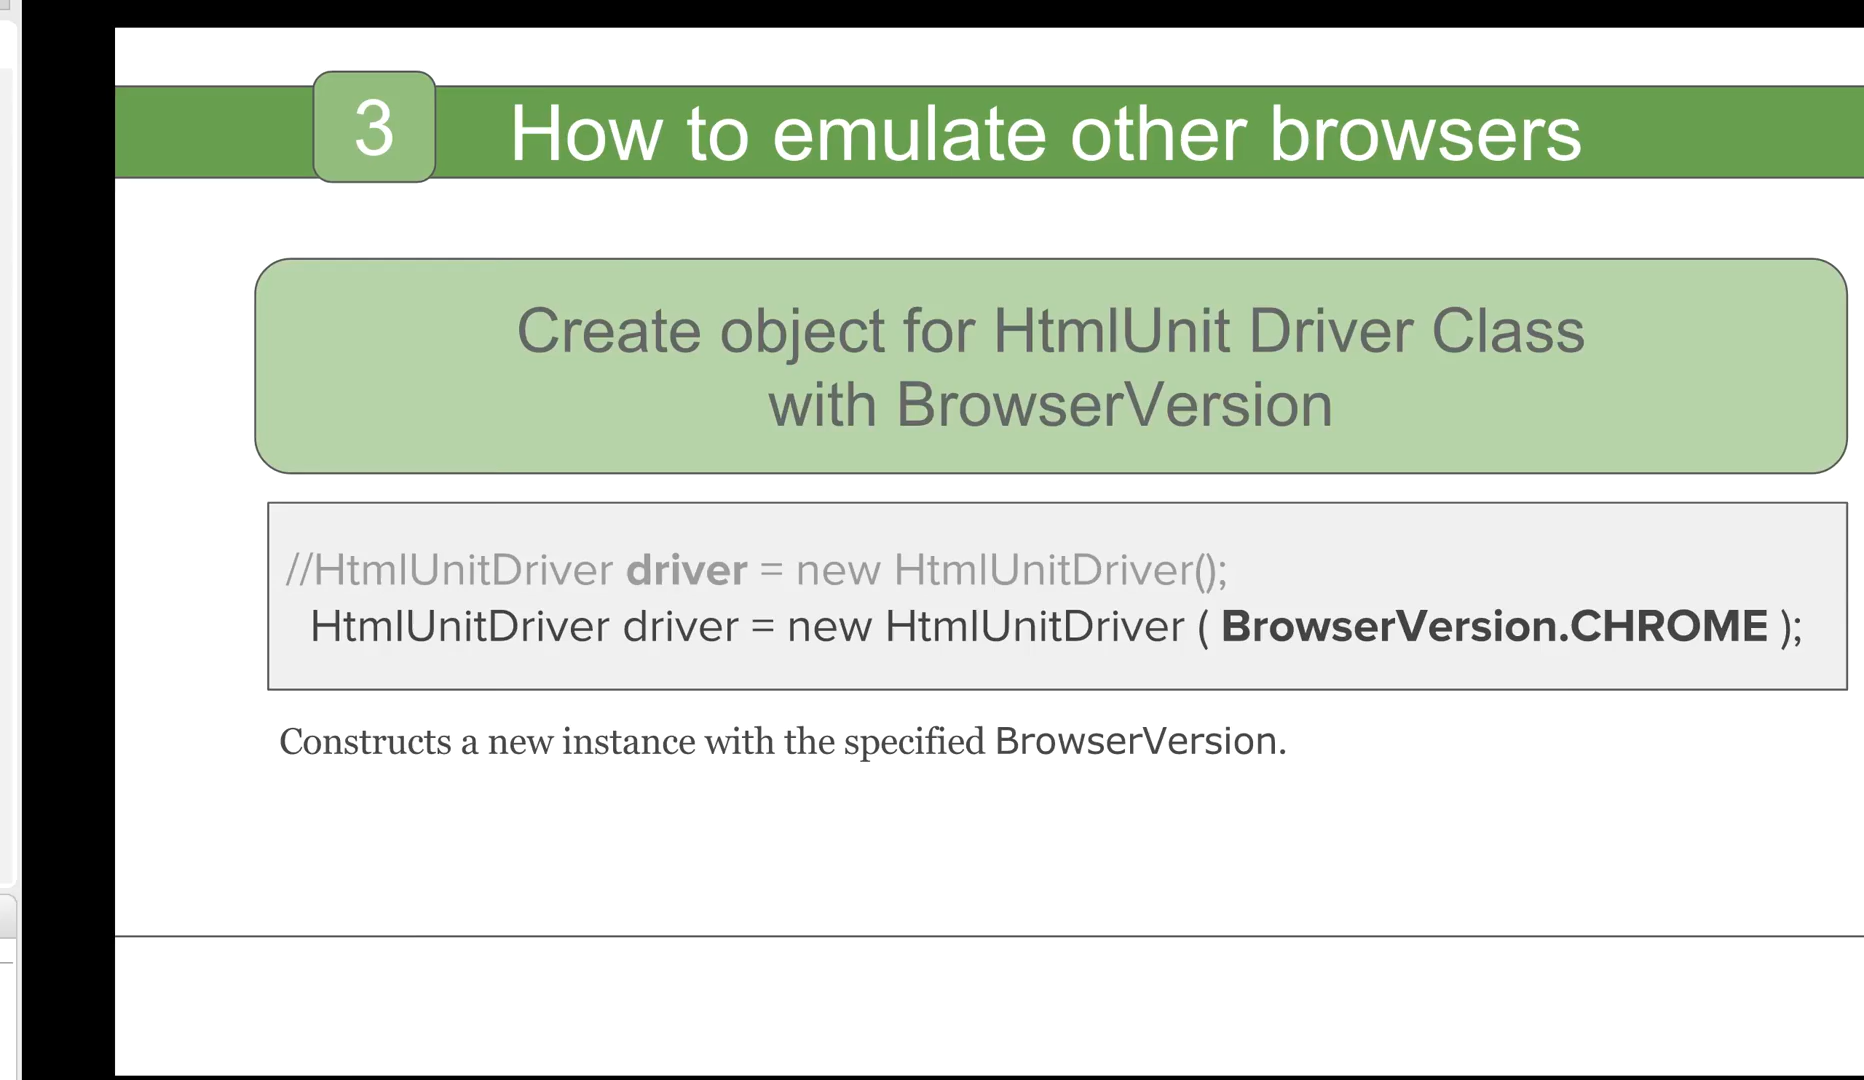 3
How to emulate other browsers
Create object for HtmlUnit Driver Class
with BrowserVersion
//HtmlUnitDriver driver = new HtmlUnitDriver();
HtmlUnitDriver driver = new HtmlUnitDriver ( BrowserVersion.CHROME );
Constructs a new instance with the specified BrowserVersion.